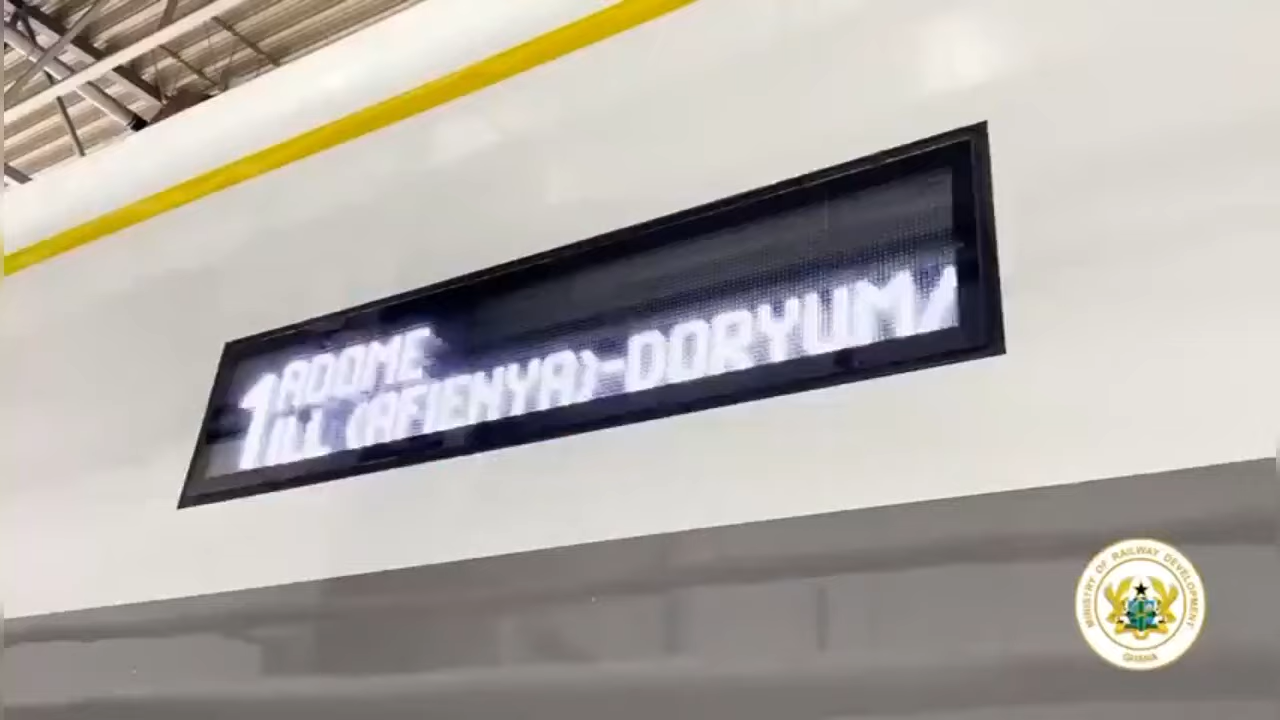 1 ADOME
ILL (AFIENYA)-DORYUM/
MINISTRY OF RAILWAY DEVELOPMENT
GHANA